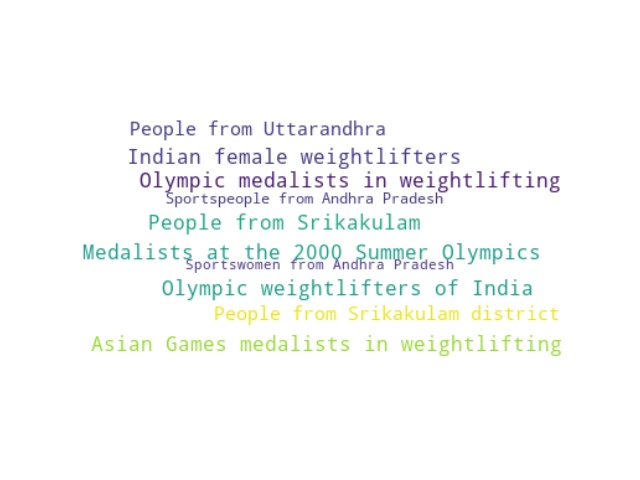 People from Uttarandhra
Indian female weightlifters
Olympic medalists in weightlifting
Sportspeople from Andhra Pradesh
People from Srikakulam
Medalists at the 2000 Summer Olympics
Sportswomen from Andhra Pradesh
Olympic weightlifters of India
People from Srikakulam district
Asian Games medalists in weightlifting